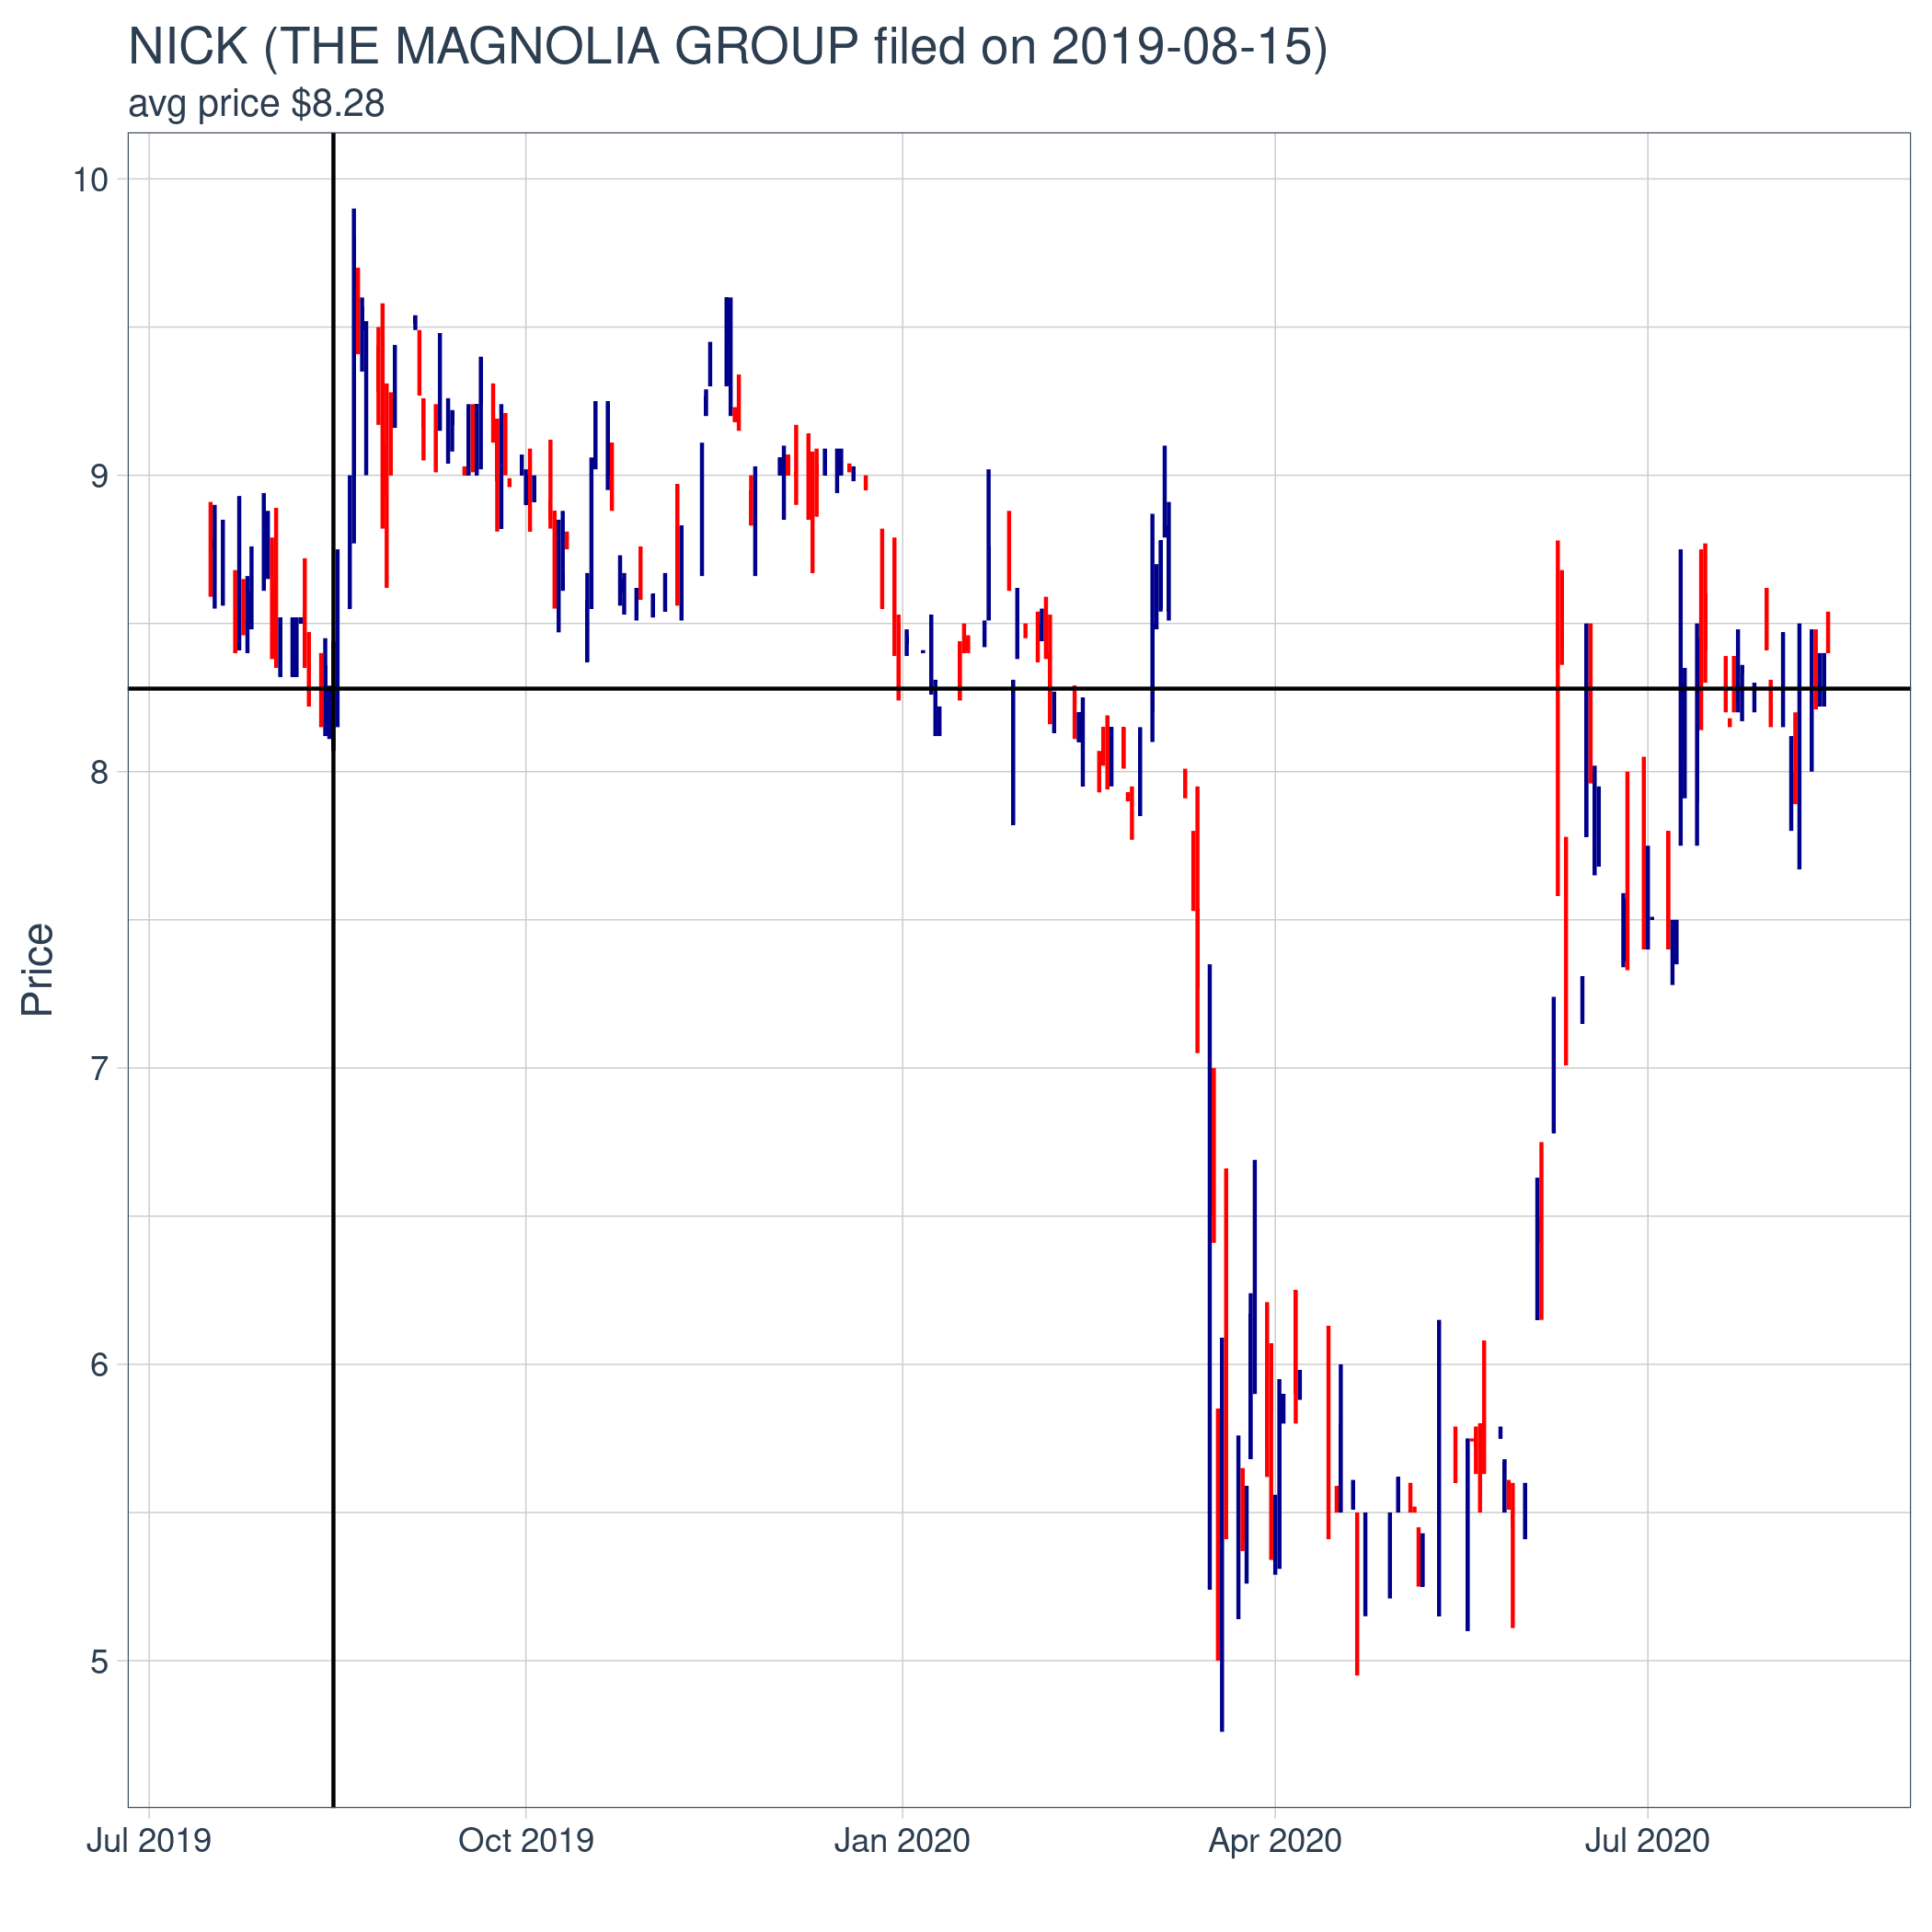 NICK (THE MAGNOLIA GROUP filed on 2019-08-15)
avg price $8.28
10
9
8
7
6
5
Price
Jul 2019
Oct 2019
Jan 2020
Apr 2020
Jul 2020